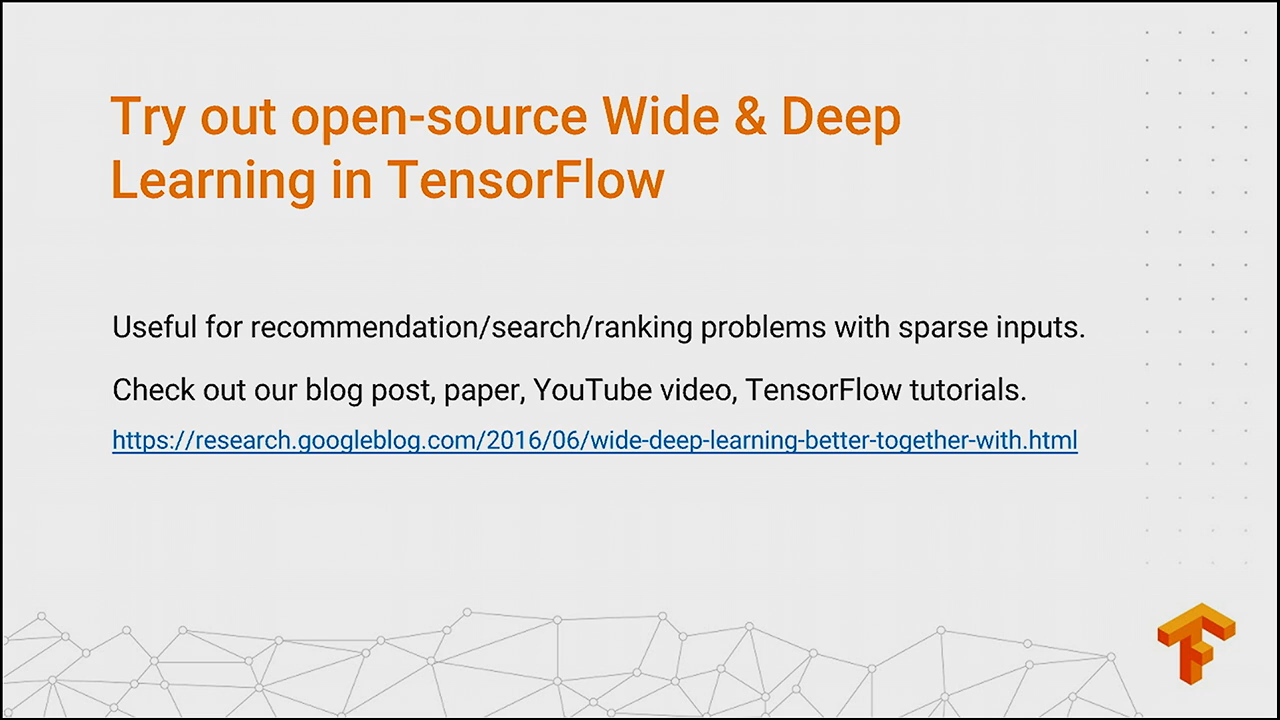 Try out open-source Wide & Deep
Learning in TensorFlow
Useful for recommendation/search/ranking problems with sparse inputs.
Check out our blog post, paper, YouTube video, TensorFlow tutorials.
https://research.googleblog.com/2016/06/wide-deep-learning-better-together-with.html